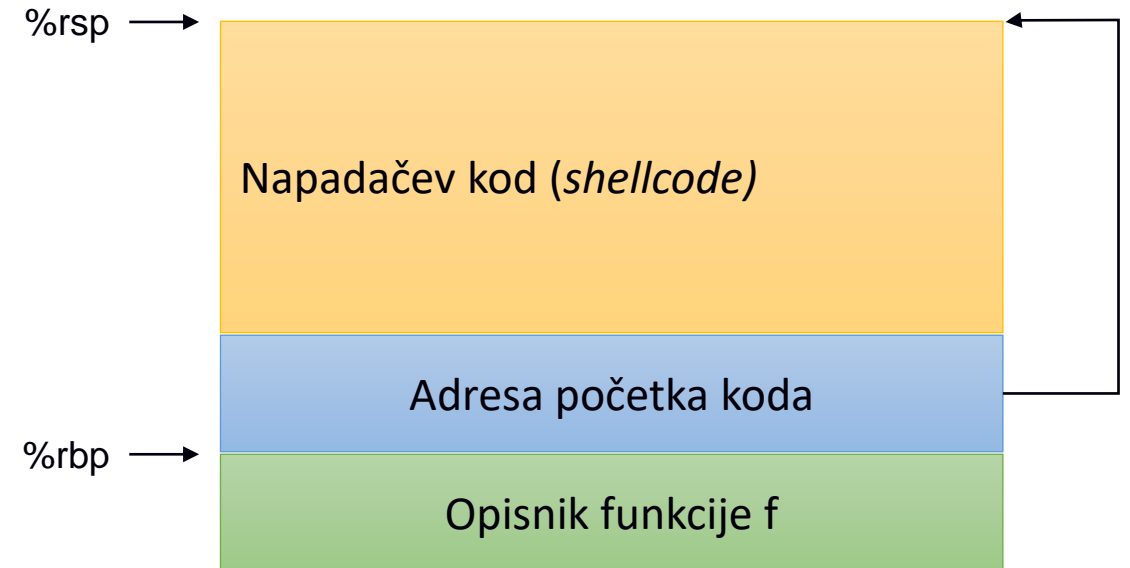 %rsp
Napadačev kod (shellcode)
Adresa početka koda
%rbp
Opisnik funkcije f